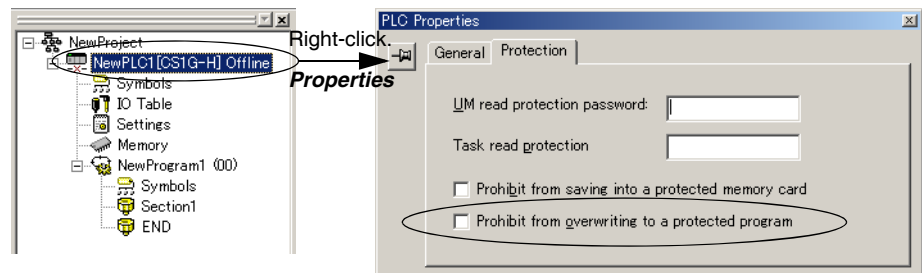 NewProject
NewPLC1[CS1G-H] Offline
Symbols
IO Table
Settings
Memory
NewProgram1 (00)
Symbols
Section1
END
Right-click.
Properties
PLC Properties
General Protection
UM read protection password:
Task read protection
Prohibit from saving into a protected memory card
Prohibit from overwriting to a protected program